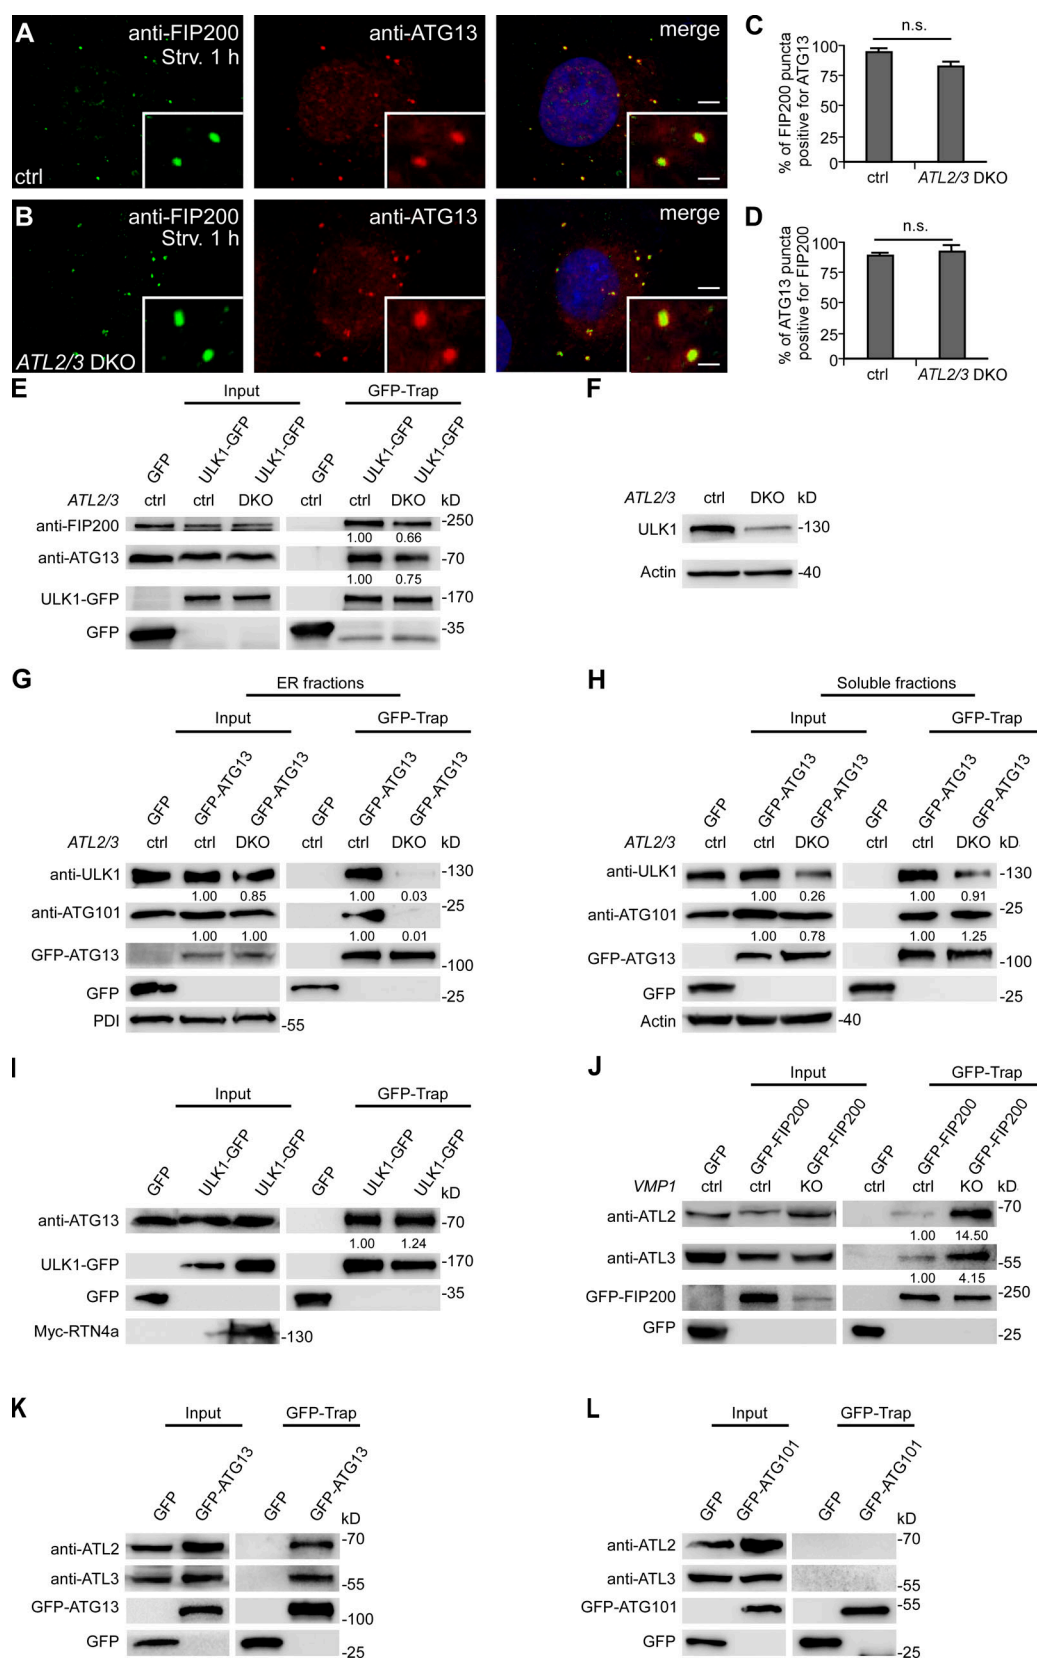 A
anti-FIP200
Strv. 1 h
ctrl
anti-ATG13
merge
B
anti-FIP200
Strv. 1 h
ATL2/3 DKO
anti-ATG13
merge
C
n.s.
% of FIP200 puncta
positive for ATG13
100
75
50
25
0
ctrl
ATL2/3 DKO
D
n.s.
% of ATG13 puncta
positive for FIP200
100
75
50
25
0
ctrl
ATL2/3 DKO
E
Input
GFP-Trap
GFP
ULK1-GFP
ULK1-GFP
GFP
ULK1-GFP
ULK1-GFP
ATL2/3 ctrl ctrl DKO ctrl ctrl DKO kD
anti-FIP200 -250
1.00 0.66
anti-ATG13 -70
1.00 0.75
ULK1-GFP -170
GFP -35
F
ATL2/3 ctrl DKO kD
ULK1 -130
Actin -40
G
ER fractions
Input
GFP-Trap
GFP
GFP-ATG13
GFP-ATG13
GFP
GFP-ATG13
GFP-ATG13
ATL2/3 ctrl ctrl DKO ctrl ctrl DKO kD
anti-ULK1 -130
1.00 0.85 1.00 0.03
anti-ATG101 -25
1.00 1.00 1.00 0.01
GFP-ATG13 -100
GFP -25
PDI -55
H
Soluble fractions
Input
GFP-Trap
GFP
GFP-ATG13
GFP-ATG13
GFP
GFP-ATG13
GFP-ATG13
ATL2/3 ctrl ctrl DKO ctrl ctrl DKO kD
anti-ULK1 -130
1.00 0.26 1.00 0.91
anti-ATG101 -25
1.00 0.78 1.00 1.25
GFP-ATG13 -100
GFP -25
Actin -40
I
Input
GFP-Trap
GFP
ULK1-GFP
ULK1-GFP
GFP
ULK1-GFP
ULK1-GFP
kD
anti-ATG13 -70
1.00 1.24
ULK1-GFP -170
GFP -35
Myc-RTN4a -130
J
Input
GFP-Trap
GFP
GFP-FIP200
GFP-FIP200
GFP
GFP-FIP200
GFP-FIP200
VMP1 ctrl ctrl KO ctrl ctrl KO kD
anti-ATL2 -70
1.00 14.50
anti-ATL3 -55
1.00 4.15
GFP-FIP200 -250
GFP -25
K
Input
GFP-Trap
GFP
GFP-ATG13
GFP
GFP-ATG13
kD
anti-ATL2 -70
anti-ATL3 -55
GFP-ATG13 -100
GFP -25
L
Input
GFP-Trap
GFP
GFP-ATG101
GFP
GFP-ATG101
kD
anti-ATL2 -70
anti-ATL3 -55
GFP-ATG101 -55
GFP -25